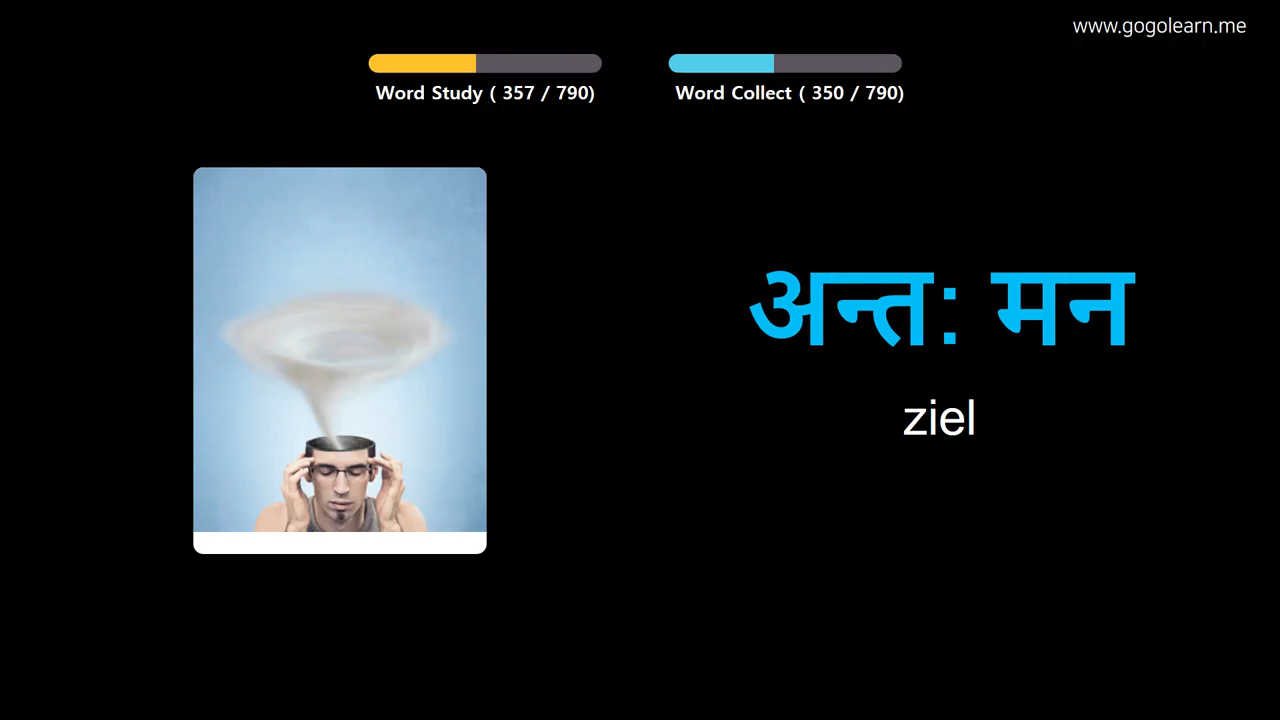 www.gogolearn.me
Word Study ( 357 / 790)
Word Collect ( 350 / 790)
अन्त: मन
ziel